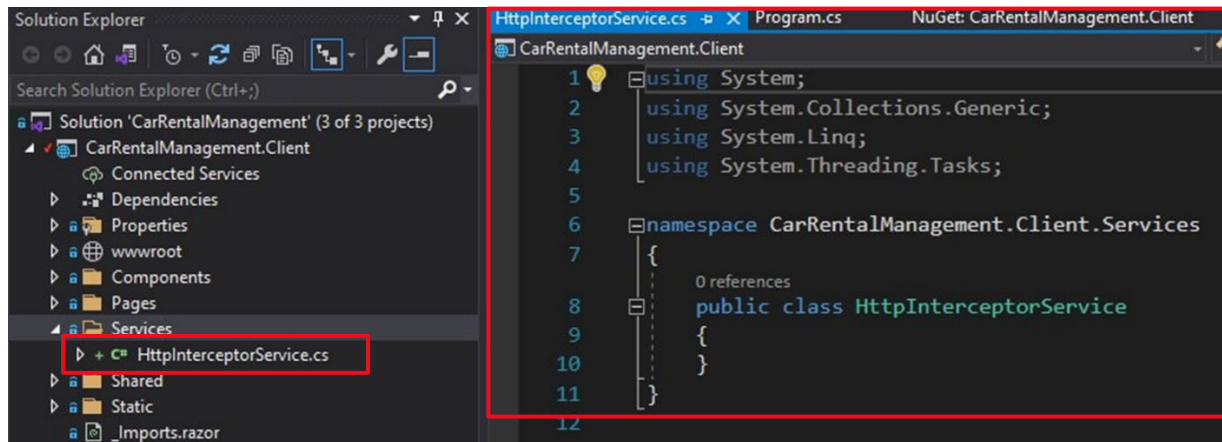 Solution Explorer
Search Solution Explorer (Ctrl+;)
Solution 'CarRentalManagement' (3 of 3 projects)
CarRentalManagement.Client
Connected Services
Dependencies
Properties
wwwroot
Components
Pages
Services
+ C# HttpInterceptorService.cs
Shared
Static
_Imports.razor
HttpInterceptorService.cs Program.cs NuGet: CarRentalManagement.Client
CarRentalManagement.Client
1 using System;
2 using System.Collections.Generic;
3 using System.Linq;
4 using System.Threading.Tasks;
5
6 namespace CarRentalManagement.Client.Services
7 {
0 references
8 public class HttpInterceptorService
9 {
10 }
11 }
12